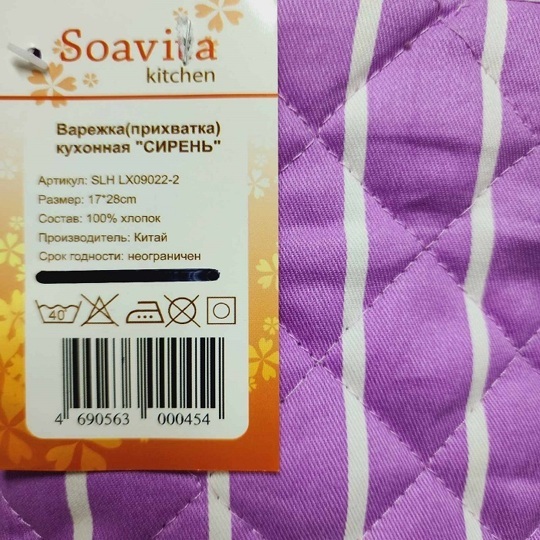 Soavita
kitchen
Варежка(прихватка)
кухонная "СИРЕНЬ"
Артикул: SLH LX09022-2
Размер: 17*28cm
Состав: 100% хлопок
Производитель: Китай
Срок годности: неограничен
40
4 690563 000454